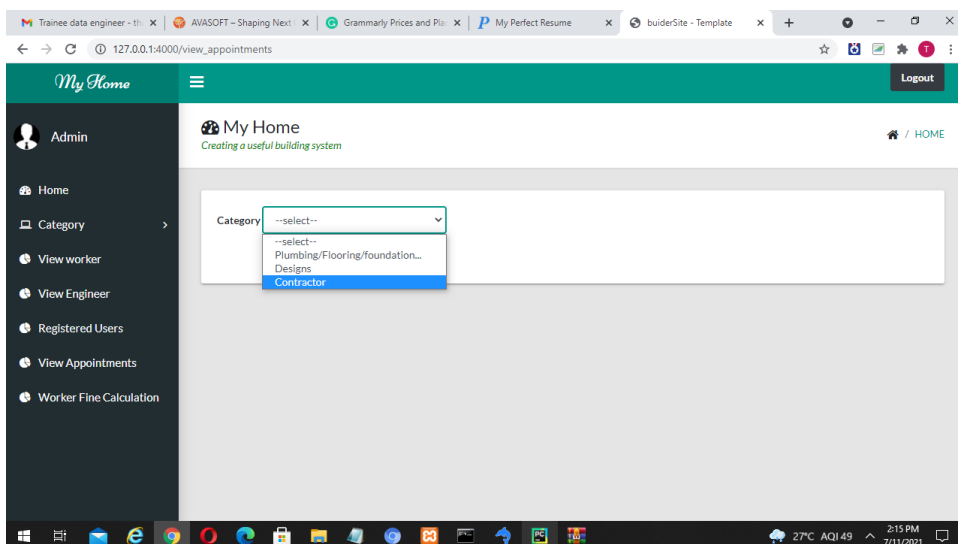 Trainee data engineer - th
AVASOFT – Shaping Next
Grammarly Prices and Pla
My Perfect Resume
buiderSite - Template
127.0.0.1:4000/view_appointments
T
My Home
Logout
Admin
My Home
Creating a useful building system
/ HOME
Home
Category
View worker
View Engineer
Registered Users
View Appointments
Worker Fine Calculation
Category
--select--
--select--
Plumbing/Flooring/foundation...
Designs
Contractor
PC
27°C AQI 49
2:15 PM
7/11/2021